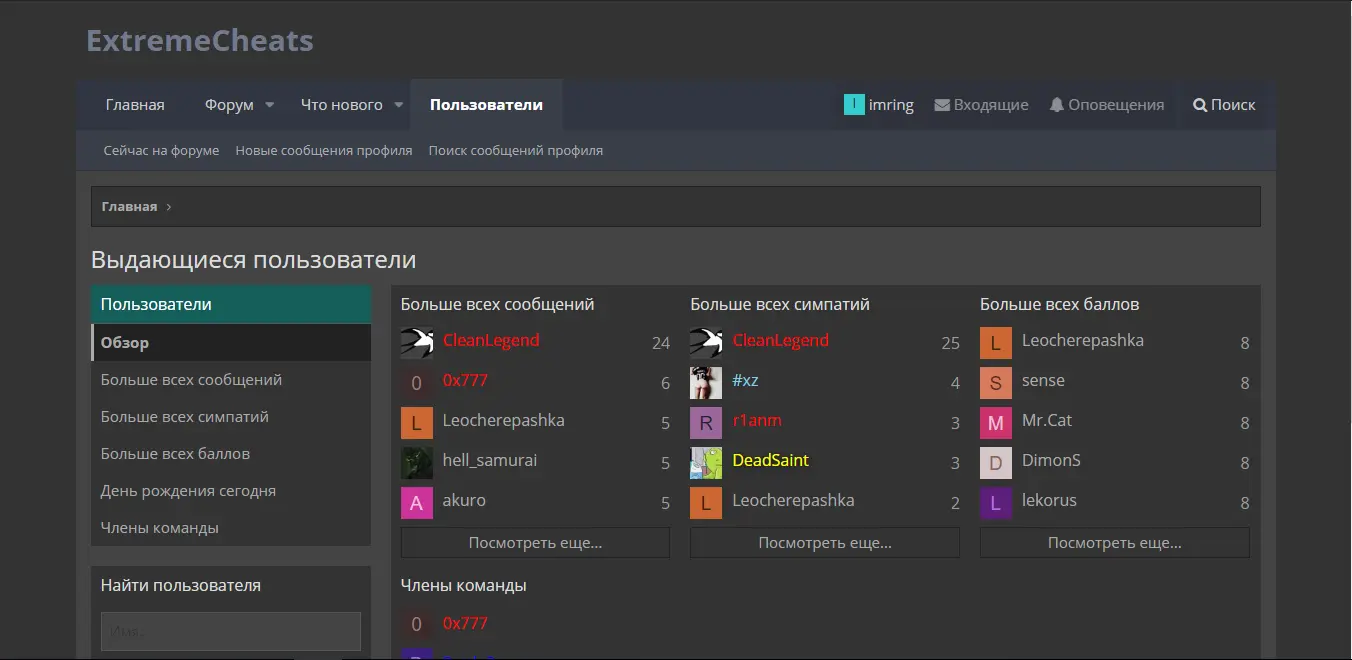 ExtremeCheats
Главная Форум Что нового Пользователи I imring Входящие Оповещения Поиск
Сейчас на форуме Новые сообщения профиля Поиск сообщений профиля
Главная
Выдающиеся пользователи
Пользователи
Обзор
Больше всех сообщений
Больше всех симпатий
Больше всех баллов
День рождения сегодня
Члены команды
Найти пользователя
Имя...
Больше всех сообщений
CleanLegend 24
0 0x777 6
L Leocherepashka 5
hell_samurai 5
A akuro 5
Посмотреть еще...
Больше всех симпатий
CleanLegend 25
#xz 4
R r1anm 3
DeadSaint 3
L Leocherepashka 2
Посмотреть еще...
Больше всех баллов
L Leocherepashka 8
S sense 8
M Mr.Cat 8
D DimonS 8
L lekorus 8
Посмотреть еще...
Члены команды
0 0x777